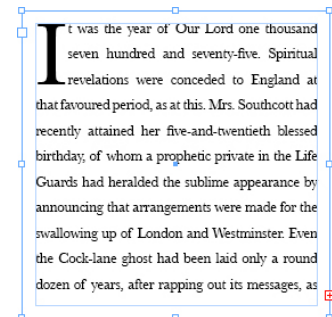 It was the year of Our Lord one thousand
seven hundred and seventy-five. Spiritual
revelations were conceded to England at
that favoured period, as at this. Mrs. Southcott had
recently attained her five-and-twentieth blessed
birthday, of whom a prophetic private in the Life
Guards had heralded the sublime appearance by
announcing that arrangements were made for the
swallowing up of London and Westminster. Even
the Cock-lane ghost had been laid only a round
dozen of years, after rapping out its messages, as